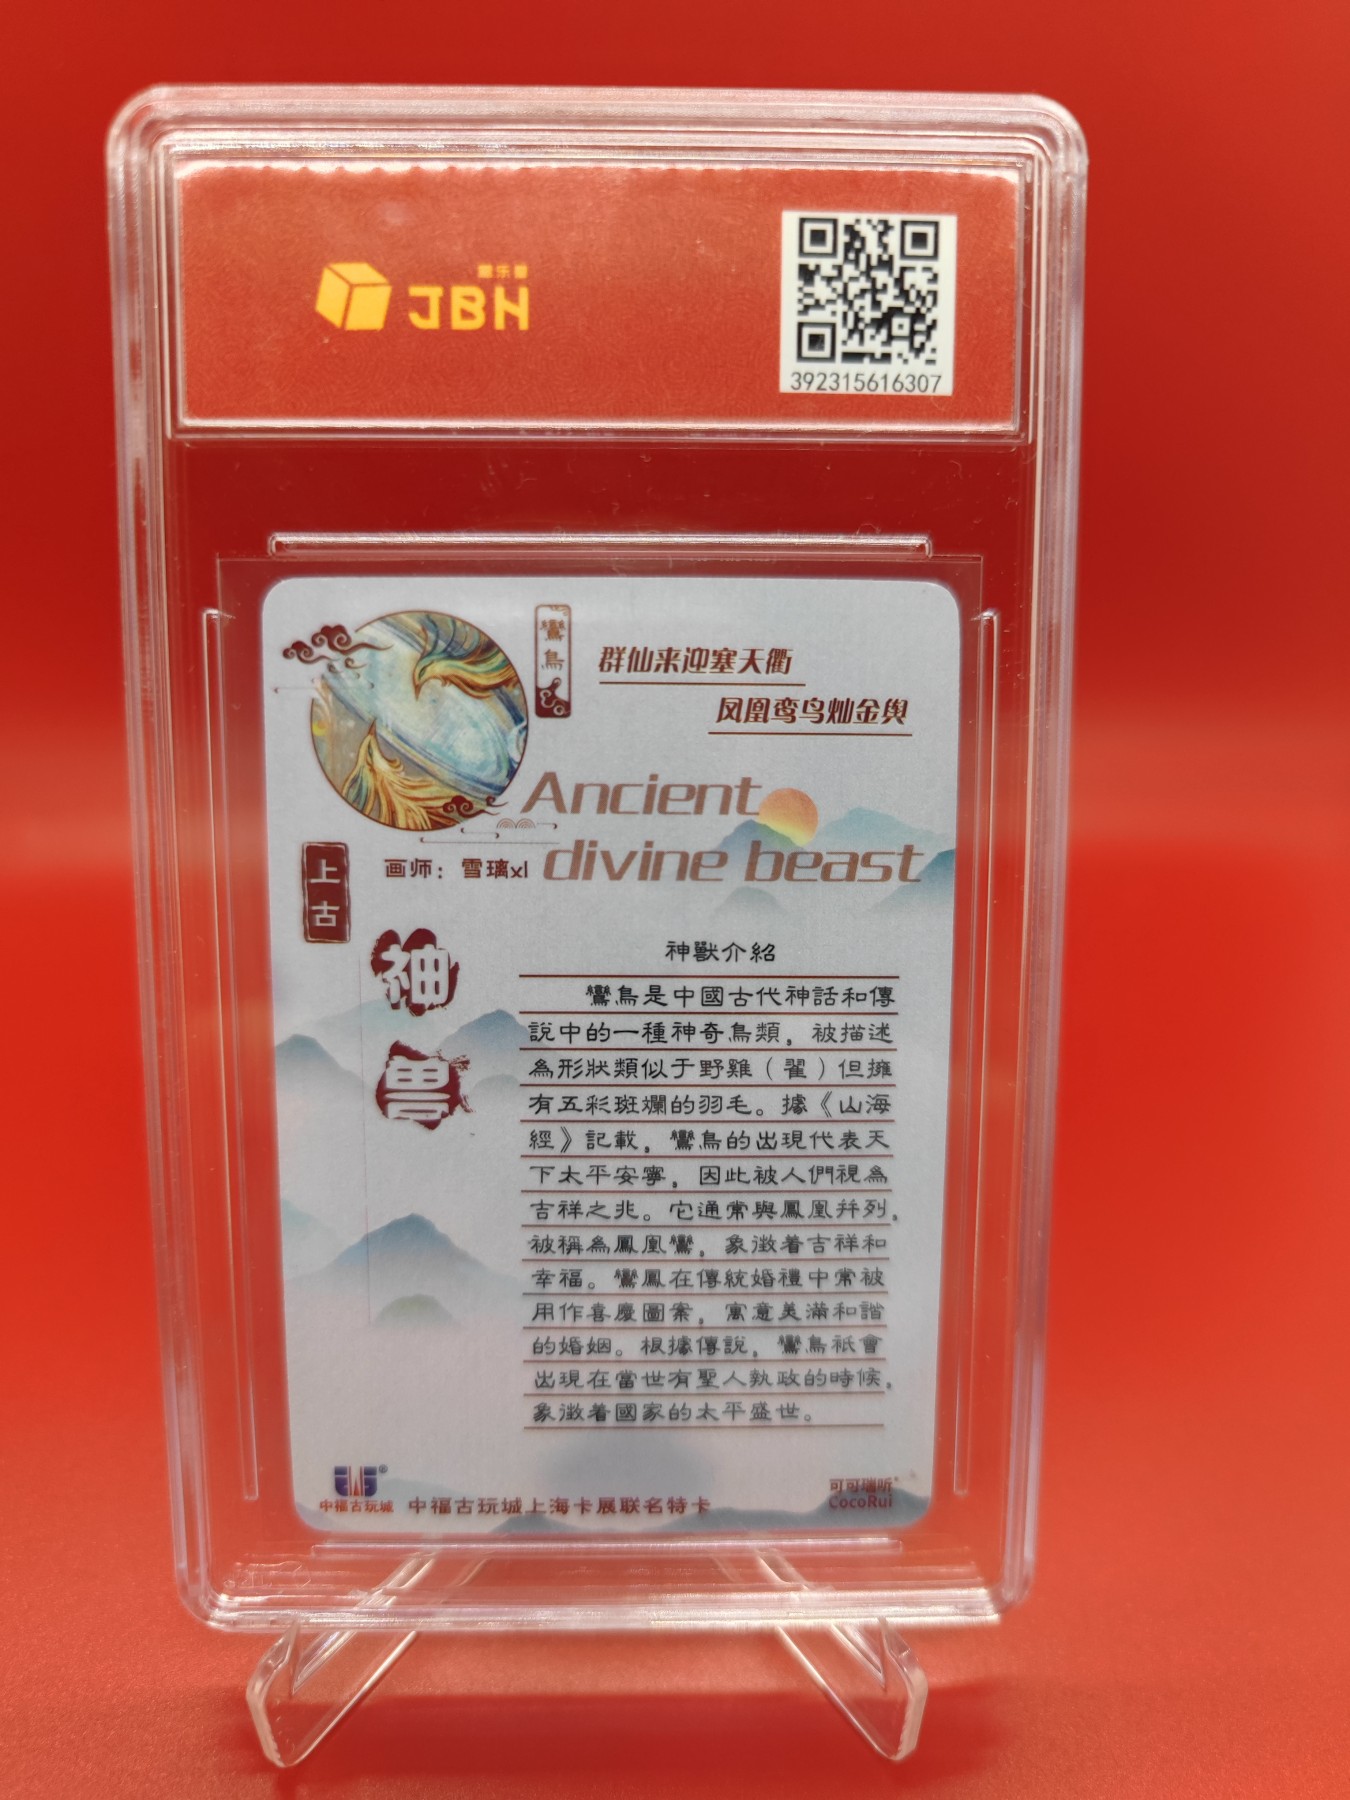 JBH
392315616307
鸞鳥
群仙来迎塞天衢
凤凰鸾鸟灿金舆
Ancient
divine beast
上古
画师：雪璃xl
神兽
神獸介紹
鸞鳥是中國古代神話和傳
說中的一種神奇鳥類，被描述
為形狀類似于野雞（翟）但擁
有五彩斑斕的羽毛。據《山海
經》記載，鸞鳥的出現代表天
下太平安寧，因此被人們視為
吉祥之兆。它通常與鳳凰并列，
被稱為鳳凰鸞，象徵着吉祥和
幸福。鸞鳳在傳統婚禮中常被
用作喜慶圖案，寓意美滿和諧
的婚姻。根據傳說，鸞鳥祇會
出現在當世有聖人執政的時候，
象徵着國家的太平盛世。
中福古玩城
中福古玩城上海卡展联名特卡
可可瑞听
CocoRui